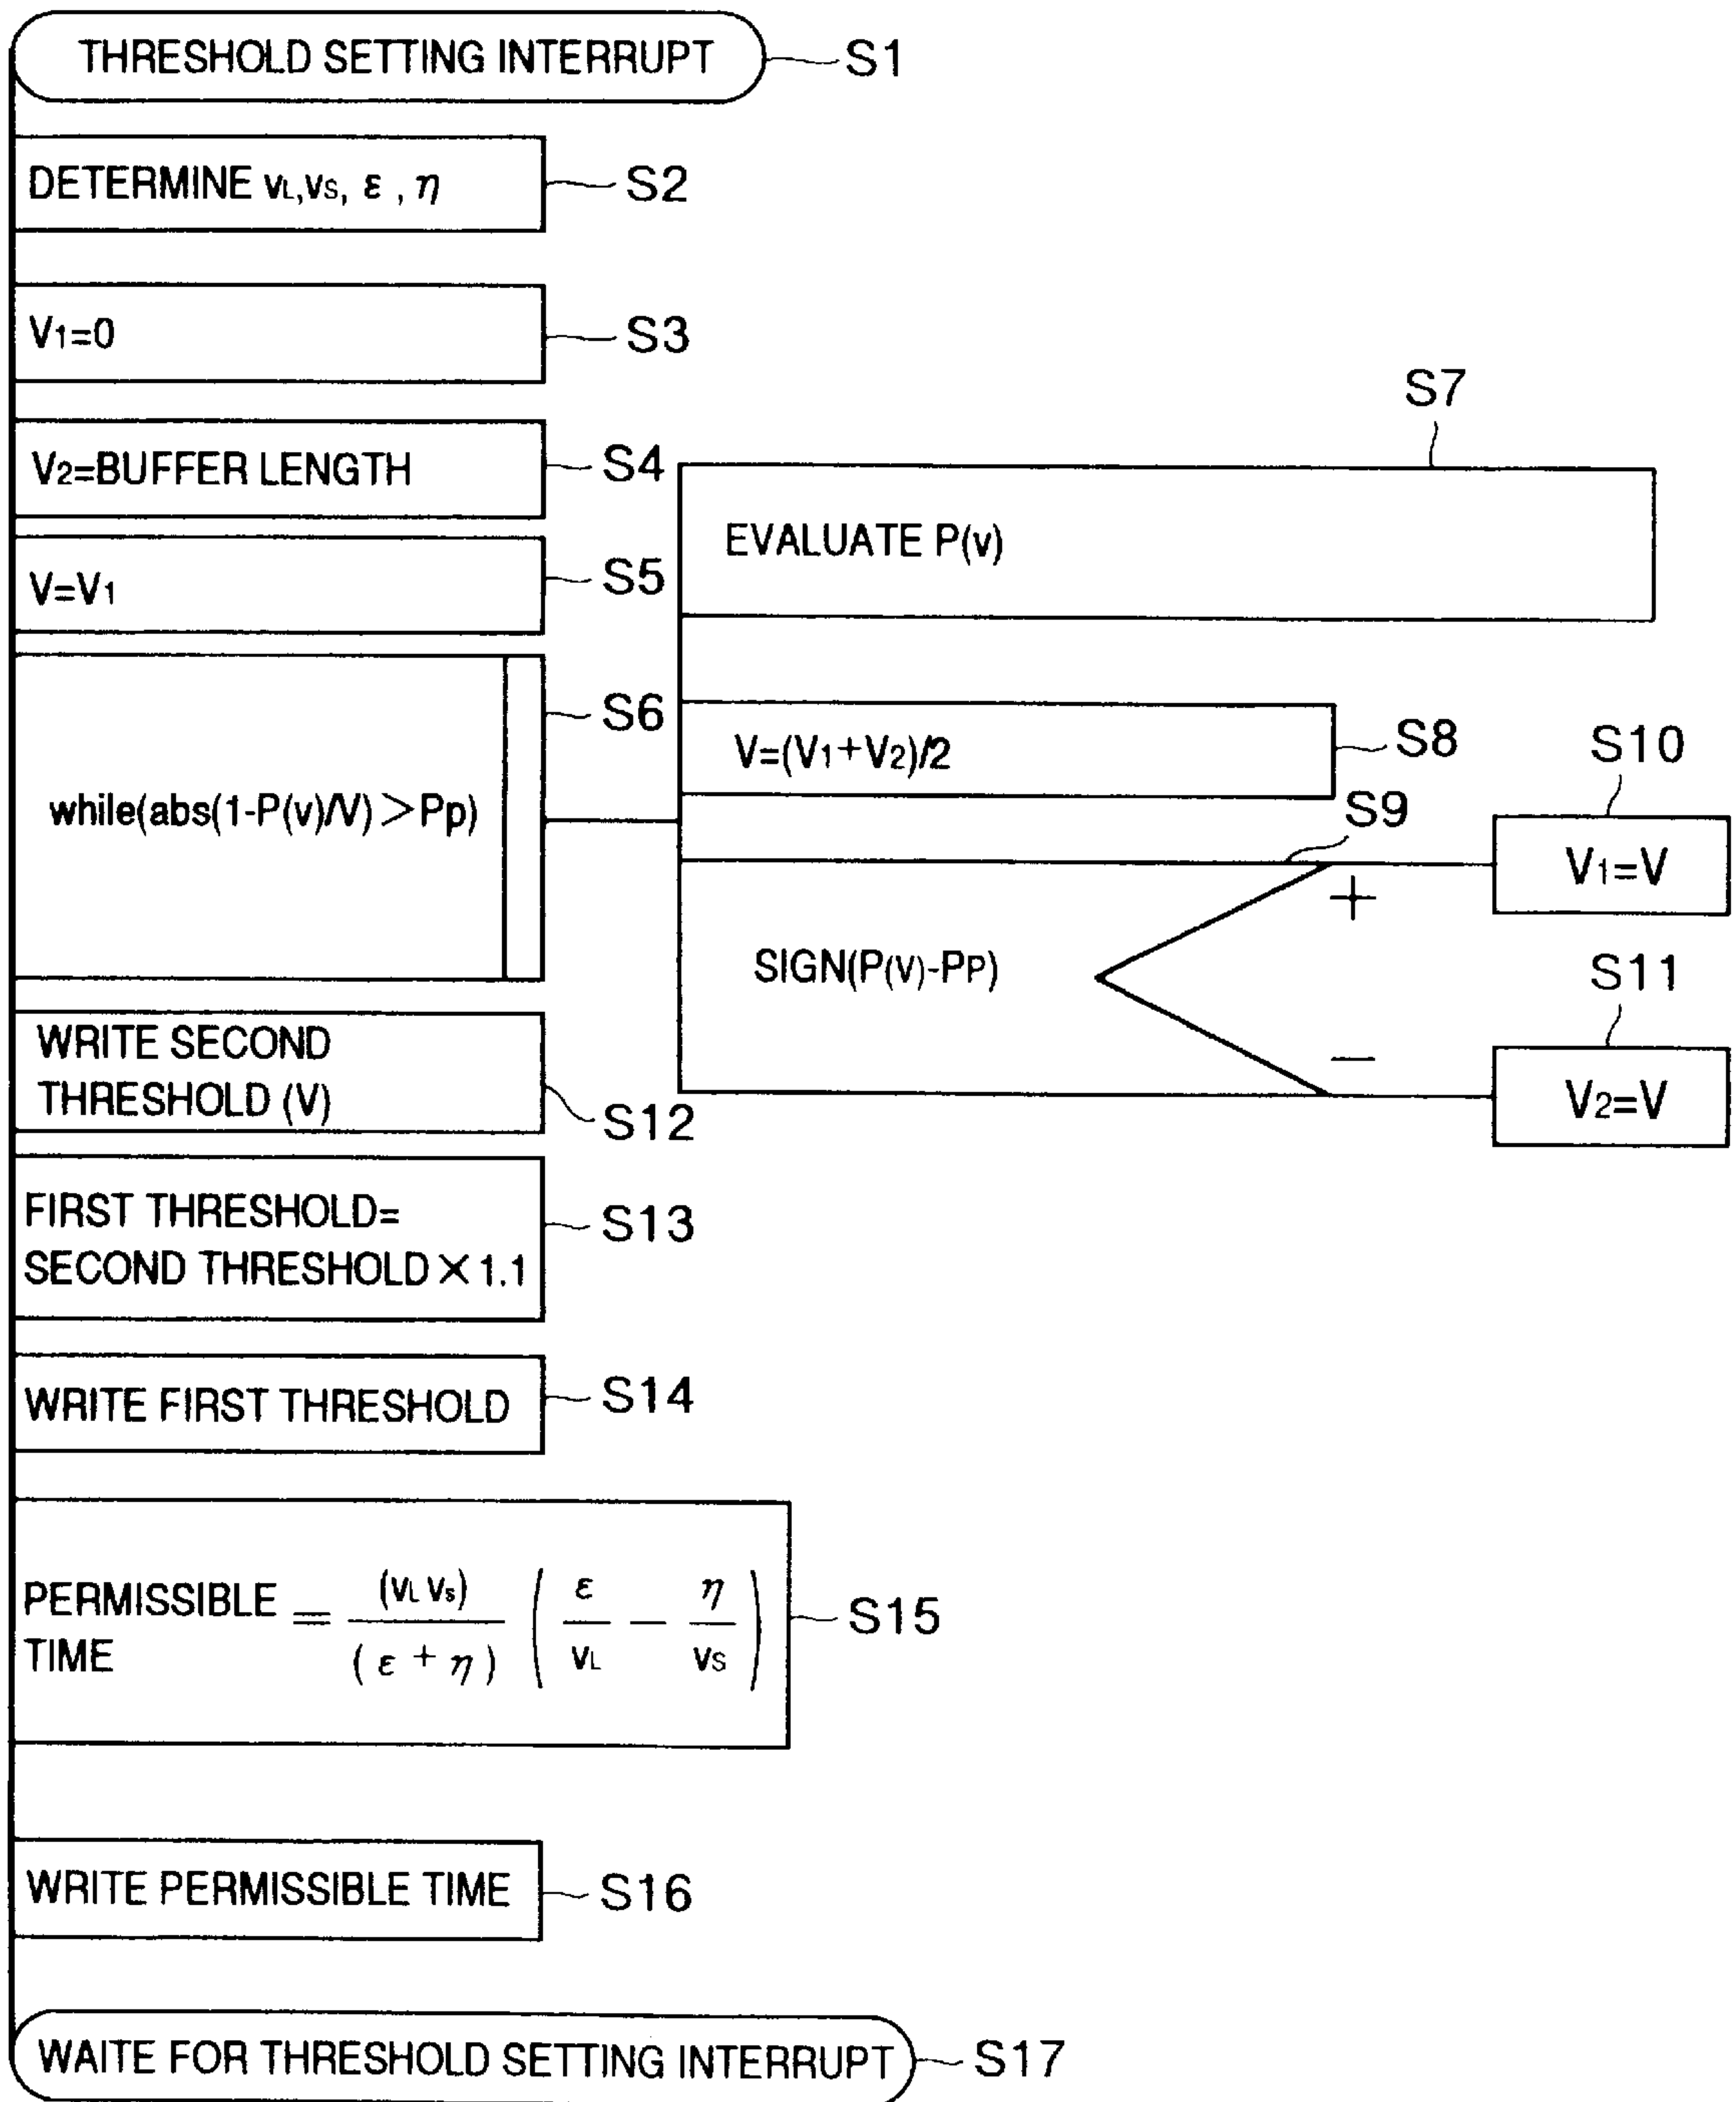 THRESHOLD SETTING INTERRUPT
S1
DETERMINE vL,vS, ε , η
S2
V1=0
S3
V2=BUFFER LENGTH
S4
V=V1
S5
while(abs(1-P(v)/V)>Pp)
S6
S7
EVALUATE P(v)
V=(V1+V2)/2
S8
S9
SIGN(P(V)-PP)
+
−
S10
V1=V
S11
V2=V
WRITE SECOND
THRESHOLD (V)
S12
FIRST THRESHOLD=
SECOND THRESHOLD×1.1
S13
WRITE FIRST THRESHOLD
S14
PERMISSIBLE
TIME
= (vL vs) / (ε + η) (ε / vL − η / vS)
S15
WRITE PERMISSIBLE TIME
S16
WAITE FOR THRESHOLD SETTING INTERRUPT
S17